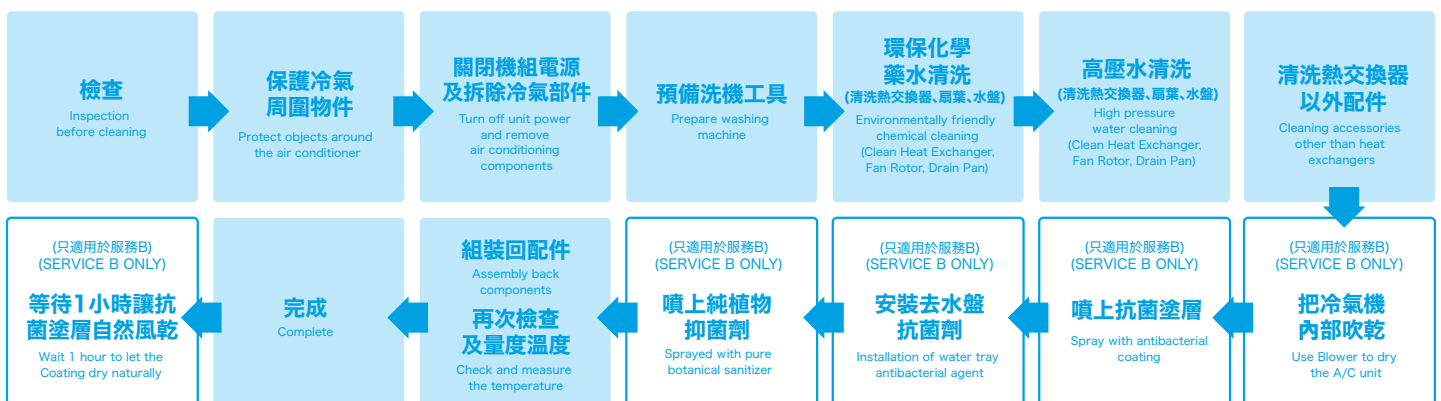 檢查
Inspection
before cleaning
保護冷氣
周圍物件
Protect objects around
the air conditioner
關閉機組電源
及拆除冷氣部件
Turn off unit power
and remove
air conditioning
components
預備洗機工具
Prepare washing
machine
環保化學
藥水清洗
(清洗熱交換器、扇葉、水盤)
Environmentally friendly
chemical cleaning
(Clean Heat Exchanger,
Fan Rotor, Drain Pan)
高壓水清洗
(清洗熱交換器、扇葉、水盤)
High pressure
water cleaning
(Clean Heat Exchanger,
Fan Rotor, Drain Pan)
清洗熱交換器
以外配件
Cleaning accessories
other than heat
exchangers
(只適用於服務B)
(SERVICE B ONLY)
把冷氣機
內部吹乾
Use Blower to dry
the A/C unit
(只適用於服務B)
(SERVICE B ONLY)
噴上抗菌塗層
Spray with antibacterial
coating
(只適用於服務B)
(SERVICE B ONLY)
安裝去水盤
抗菌劑
Installation of water tray
antibacterial agent
(只適用於服務B)
(SERVICE B ONLY)
噴上純植物
抑菌劑
Sprayed with pure
botanical sanitizer
組裝回配件
Assembly back
components
再次檢查
及量度溫度
Check and measure
the temperature
完成
Complete
(只適用於服務B)
(SERVICE B ONLY)
等待1小時讓抗
菌塗層自然風乾
Wait 1 hour to let the
Coating dry naturally